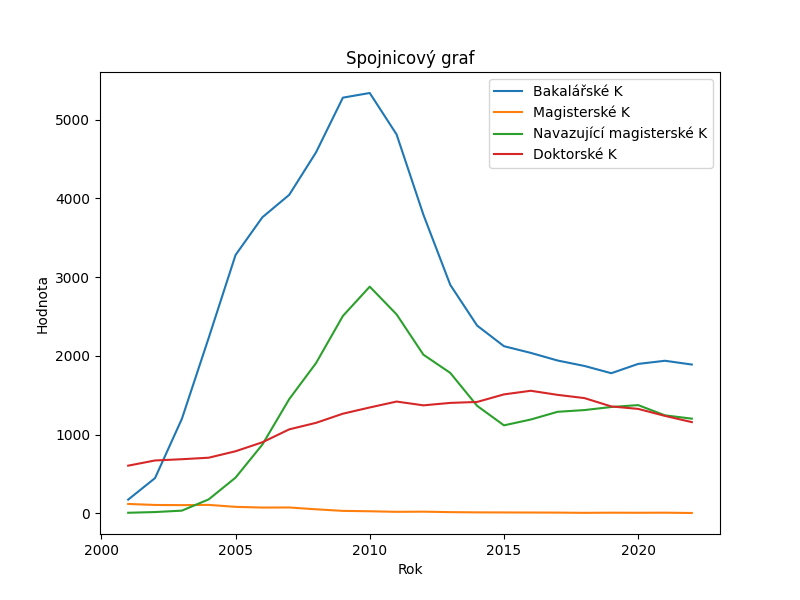 Spojnicový graf
Bakalářské K
Magisterské K
Navazující magisterské K
Doktorské K
Hodnota
5000
4000
3000
2000
1000
0
2000 2005 2010 2015 2020
Rok